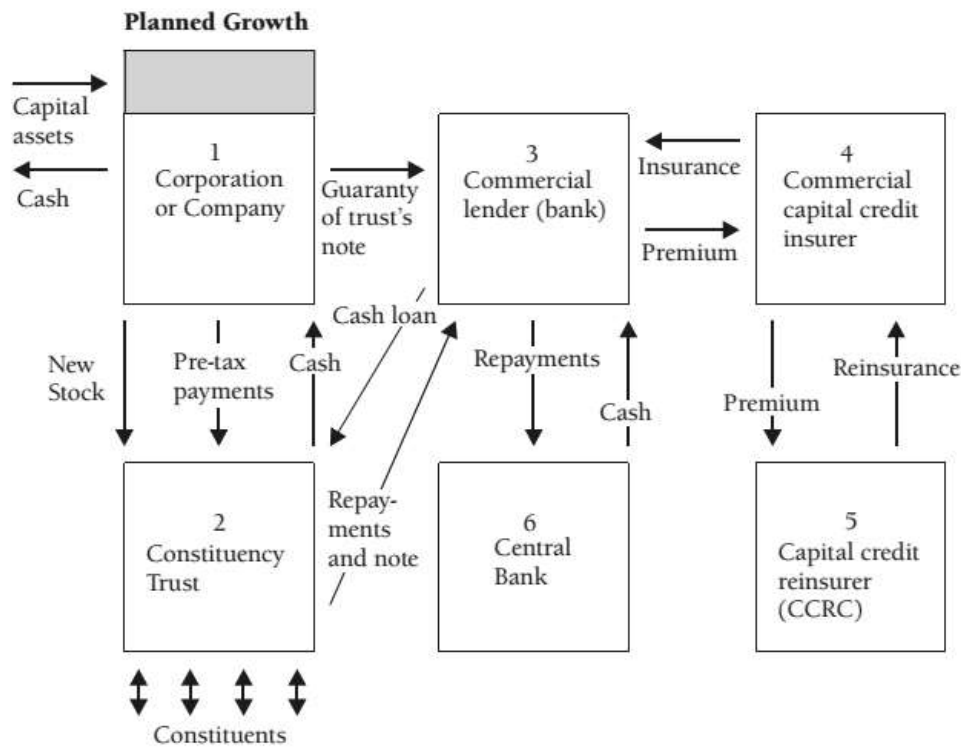 Planned Growth
Capital
assets
Cash
1
Corporation
or Company
Guaranty
of trust's
note
3
Commercial
lender (bank)
Insurance
Premium
4
Commercial
capital credit
insurer
New
Stock
Pre-tax
payments
Cash
Cash loan
Repayments
Cash
Premium
Reinsurance
2
Constituency
Trust
Repay-
ments
and note
6
Central
Bank
5
Capital credit
reinsurer
(CCRC)
Constituents